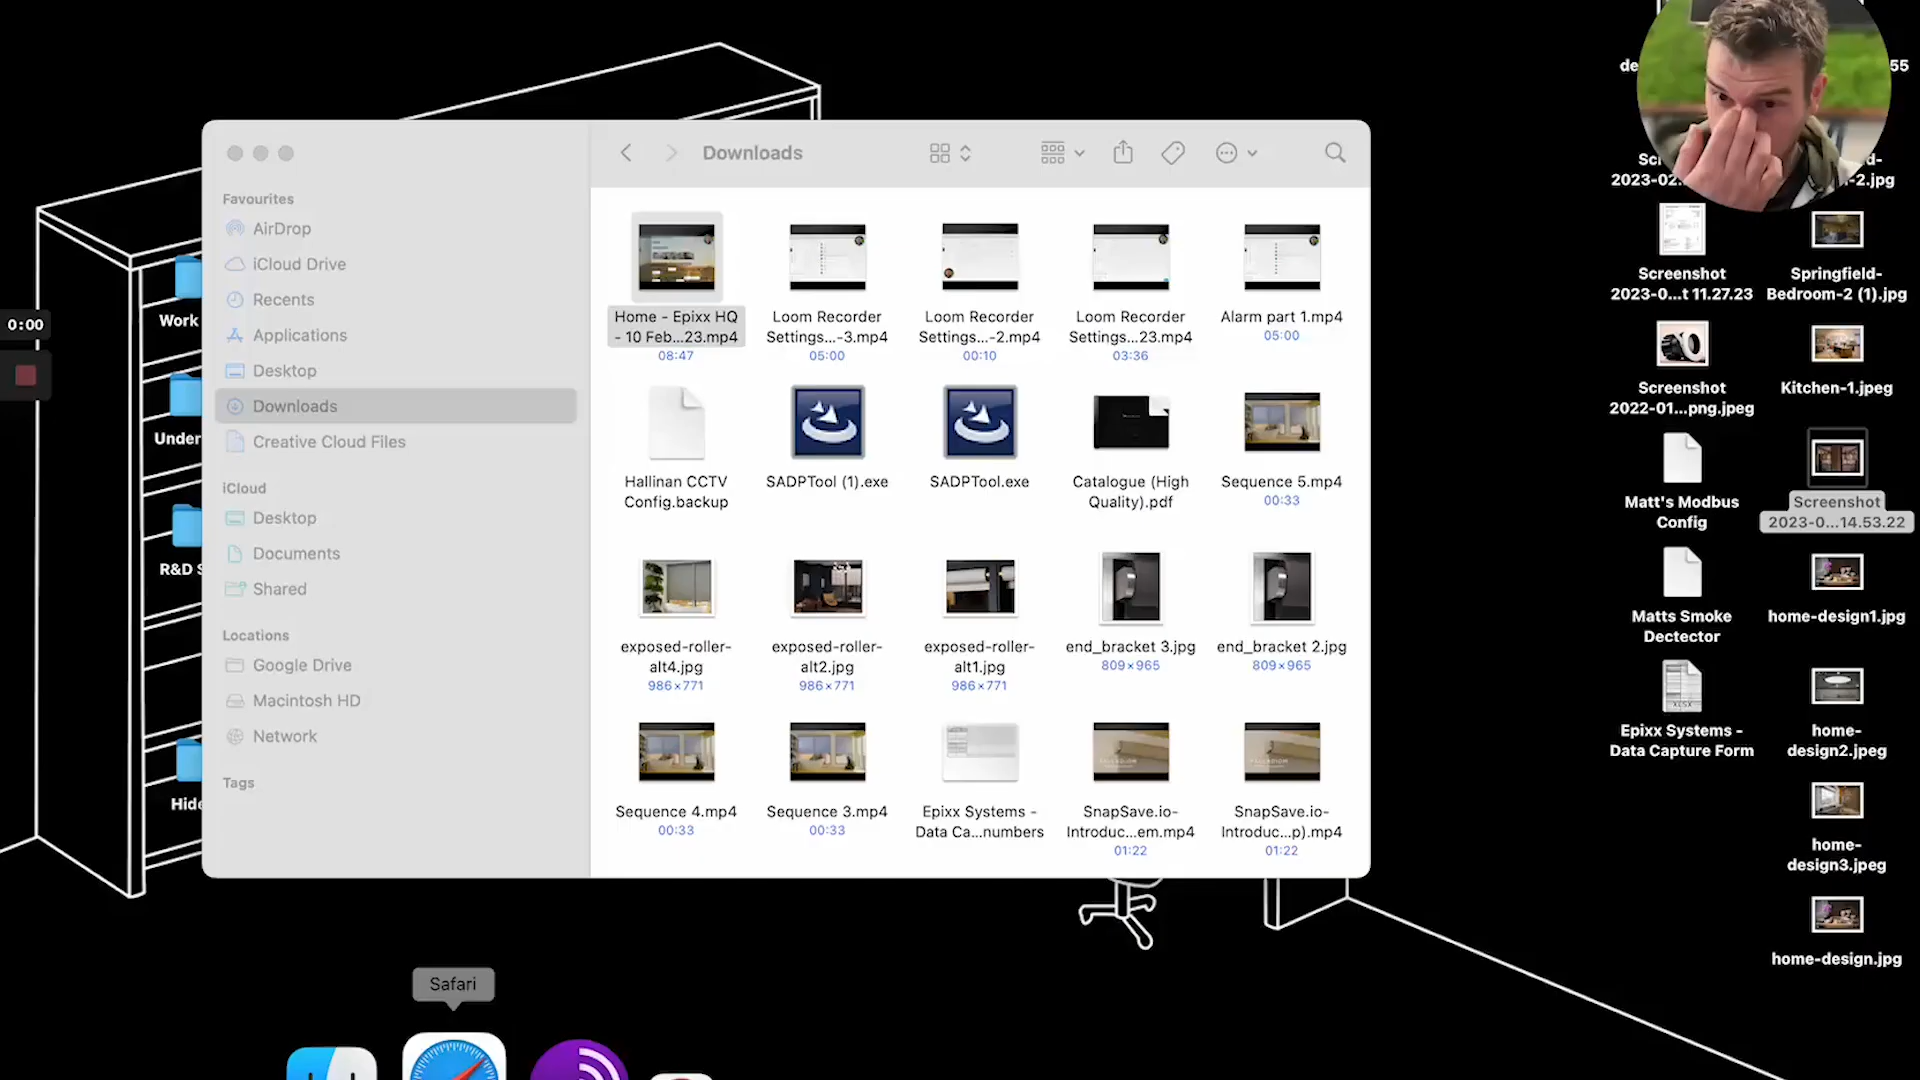 Downloads
Favourites
AirDrop
iCloud Drive
Recents
Applications
Desktop
Downloads
Creative Cloud Files
iCloud
Desktop
Documents
Shared
Locations
Google Drive
Macintosh HD
Network
Tags
Home - Epixx HQ
- 10 Feb...23.mp4
08:47
Loom Recorder
Settings...-3.mp4
05:00
Loom Recorder
Settings...-2.mp4
00:10
Loom Recorder
Settings...23.mp4
03:36
Alarm part 1.mp4
05:00
Hallinan CCTV
Config.backup
SADPTool (1).exe
SADPTool.exe
Catalogue (High
Quality).pdf
Sequence 5.mp4
00:33
exposed-roller-
alt4.jpg
986×771
exposed-roller-
alt2.jpg
986×771
exposed-roller-
alt1.jpg
986×771
end_bracket 3.jpg
809×965
end_bracket 2.jpg
809×965
Sequence 4.mp4
00:33
Sequence 3.mp4
00:33
Epixx Systems -
Data Ca...numbers
SnapSave.io-
Introduc...em.mp4
01:22
SnapSave.io-
Introduc...p).mp4
01:22
0:00
Work
Under
R&D S
Hide
de
55
Scr
2023-02
d-
-2.jpg
Screenshot
2023-0...t 11.27.23
Springfield-
Bedroom-2 (1).jpg
Screenshot
2022-01...png.jpeg
Kitchen-1.jpeg
Matt's Modbus
Config
Screenshot
2023-0...14.53.22
Matts Smoke
Dectector
home-design1.jpg
XLSX
Epixx Systems -
Data Capture Form
home-
design2.jpeg
home-
design3.jpeg
home-design.jpg
Safari